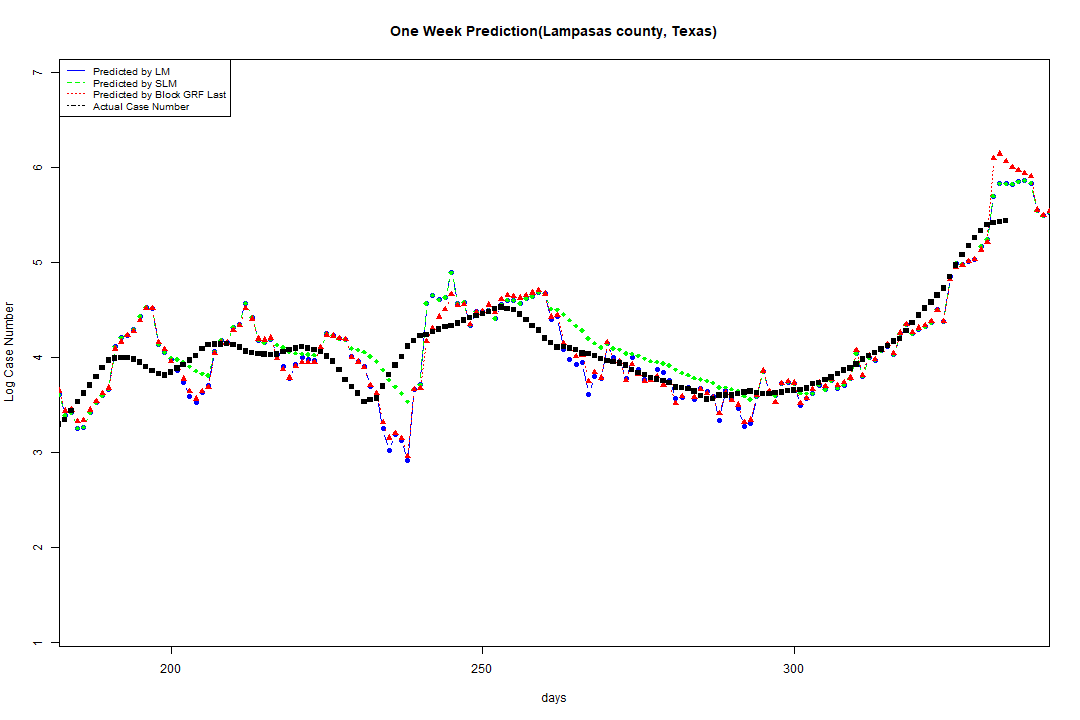 One Week Prediction(Lampasas county, Texas)
Predicted by LM
Predicted by SLM
Predicted by Block GRF Last
Actual Case Number
7
6
5
4
3
2
1
Log Case Number
200
250
300
days